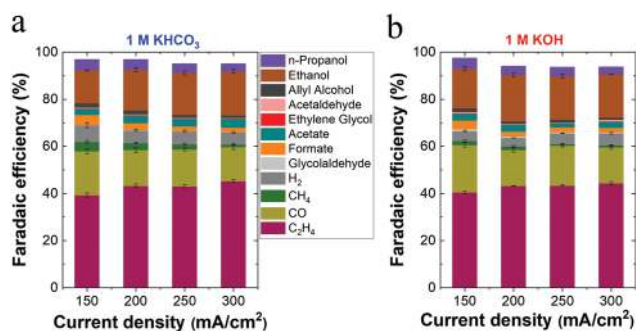 a
1 M KHCO₃
Faradaic efficiency (%)
100
80
60
40
20
0
150
200
250
300
Current density (mA/cm²)
n-Propanol
Ethanol
Allyl Alcohol
Acetaldehyde
Ethylene Glycol
Acetate
Formate
Glycolaldehyde
H₂
CH₄
CO
C₂H₄
b
1 M KOH
Faradaic efficiency (%)
100
80
60
40
20
0
150
200
250
300
Current density (mA/cm²)